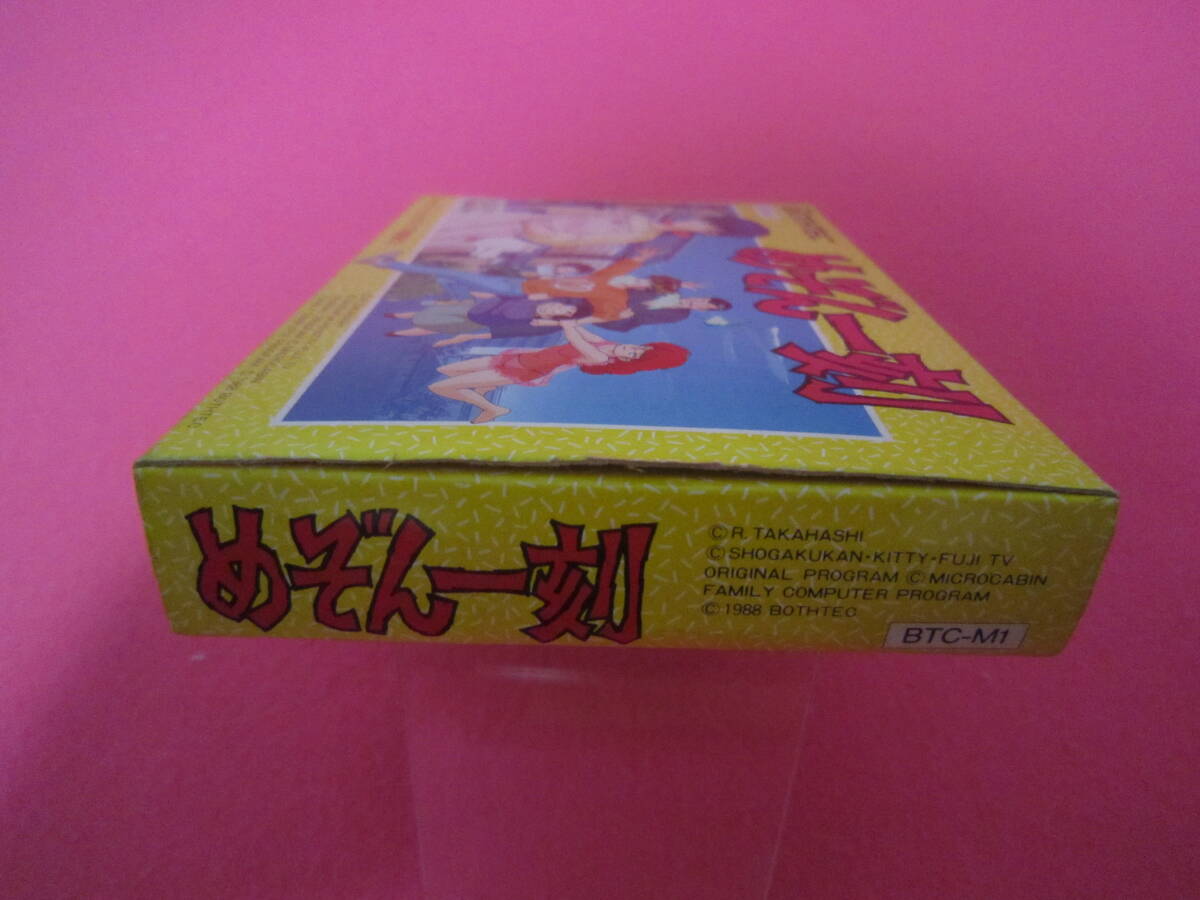 めぞん一刻
めぞん一刻
©R. TAKAHASHI
©SHOGAKUKAN・KITTY・FUJI TV
ORIGINAL PROGRAM ©MICROCABIN
FAMILY COMPUTER PROGRAM
©1988 BOTHTEC
BTC-M1